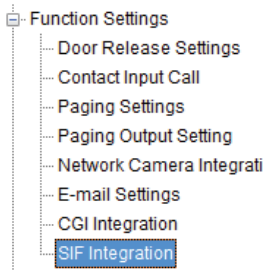 Function Settings
Door Release Settings
Contact Input Call
Paging Settings
Paging Output Setting
Network Camera Integrati
E-mail Settings
CGI Integration
SIF Integration